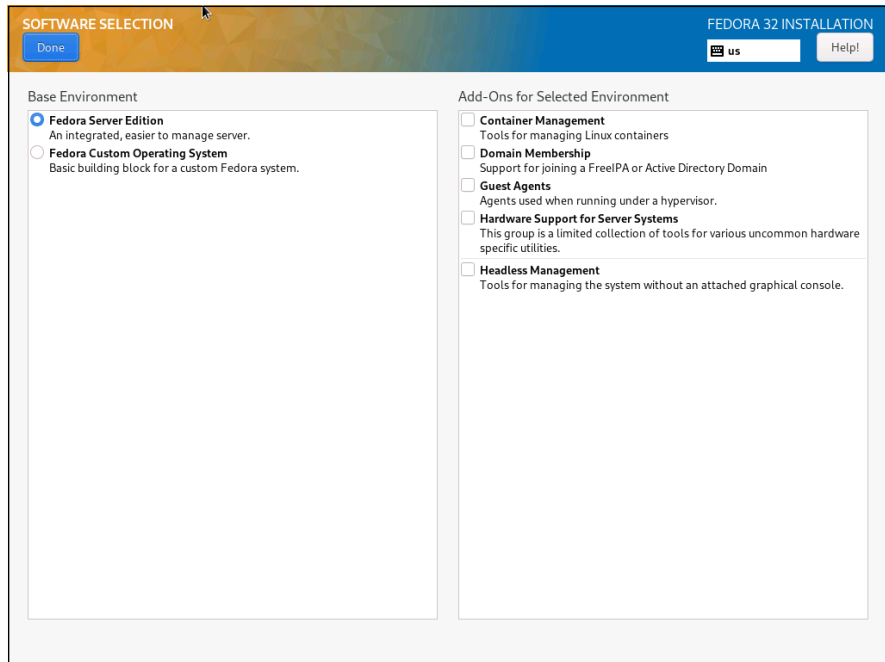 SOFTWARE SELECTION
FEDORA 32 INSTALLATION
Done
us
Help!
Base Environment
Fedora Server Edition
An integrated, easier to manage server.
Fedora Custom Operating System
Basic building block for a custom Fedora system.
Add-Ons for Selected Environment
Container Management
Tools for managing Linux containers
Domain Membership
Support for joining a FreeIPA or Active Directory Domain
Guest Agents
Agents used when running under a hypervisor.
Hardware Support for Server Systems
This group is a limited collection of tools for various uncommon hardware
specific utilities.
Headless Management
Tools for managing the system without an attached graphical console.